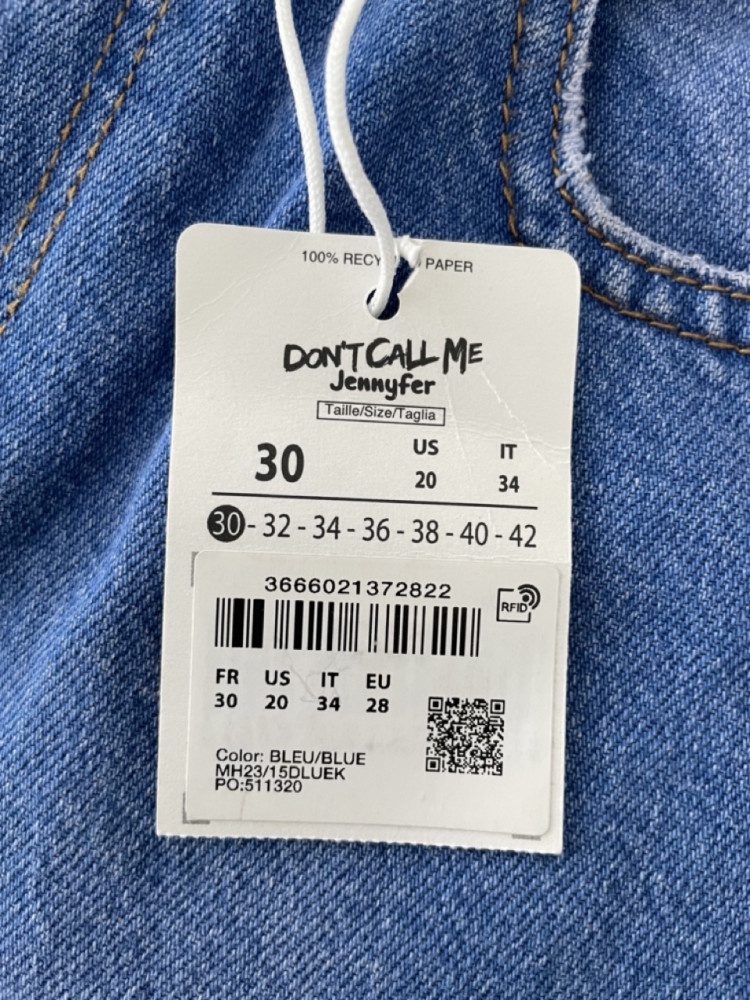 100% RECY PAPER
DON'T CALL ME
Jennyfer
Taille/Size/Taglia
30 US IT
20 34
30 - 32 - 34 - 36 - 38 - 40 - 42
3666021372822
RFID
FR US IT EU
30 20 34 28
Color: BLEU/BLUE
MH23/15DLUEK
PO:511320